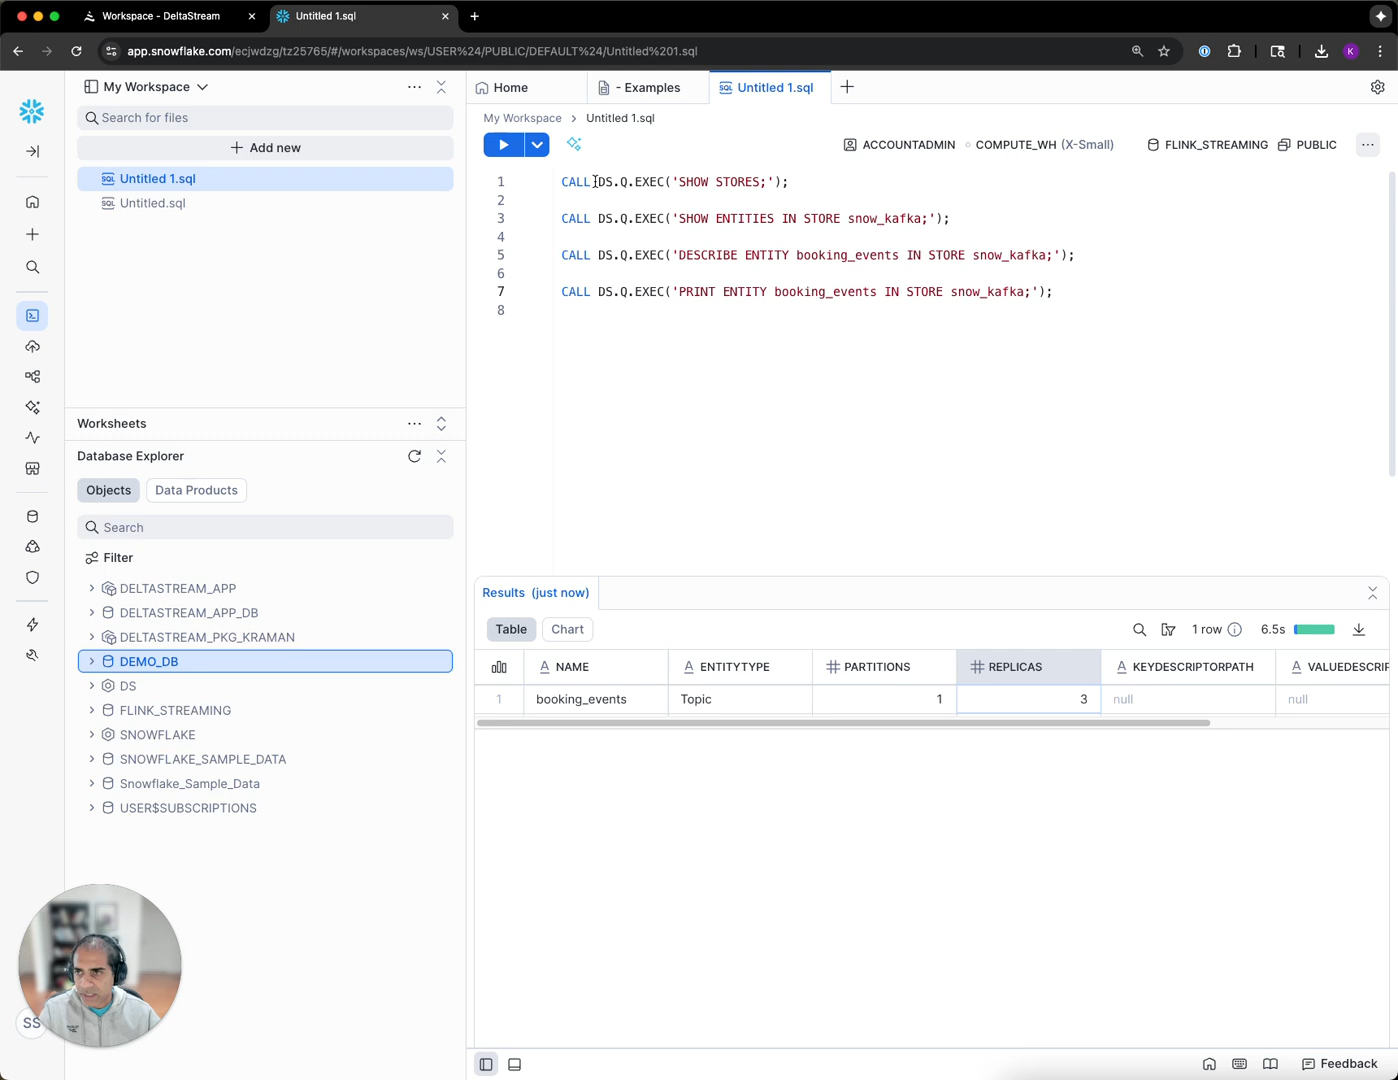 Workspace - DeltaStream
Untitled 1.sql
app.snowflake.com/ecjwdzg/tz25765/#/workspaces/ws/USER%24/PUBLIC/DEFAULT%24/Untitled%201.sql
K
My Workspace
Search for files
Add new
Untitled 1.sql
Untitled.sql
Worksheets
Database Explorer
Objects
Data Products
Search
Filter
DELTASTREAM_APP
DELTASTREAM_APP_DB
DELTASTREAM_PKG_KRAMAN
DEMO_DB
DS
FLINK_STREAMING
SNOWFLAKE
SNOWFLAKE_SAMPLE_DATA
Snowflake_Sample_Data
USER$SUBSCRIPTIONS
SS
Home
- Examples
Untitled 1.sql
My Workspace > Untitled 1.sql
ACCOUNTADMIN
COMPUTE_WH (X-Small)
FLINK_STREAMING
PUBLIC
1 CALL DS.Q.EXEC('SHOW STORES;');
2
3 CALL DS.Q.EXEC('SHOW ENTITIES IN STORE snow_kafka;');
4
5 CALL DS.Q.EXEC('DESCRIBE ENTITY booking_events IN STORE snow_kafka;');
6
7 CALL DS.Q.EXEC('PRINT ENTITY booking_events IN STORE snow_kafka;');
8
Results (just now)
Table
Chart
1 row
6.5s
NAME ENTITYTYPE PARTITIONS REPLICAS KEYDESCRIPTORPATH VALUEDESCRIP
1 booking_events Topic 1 3 null null
Feedback